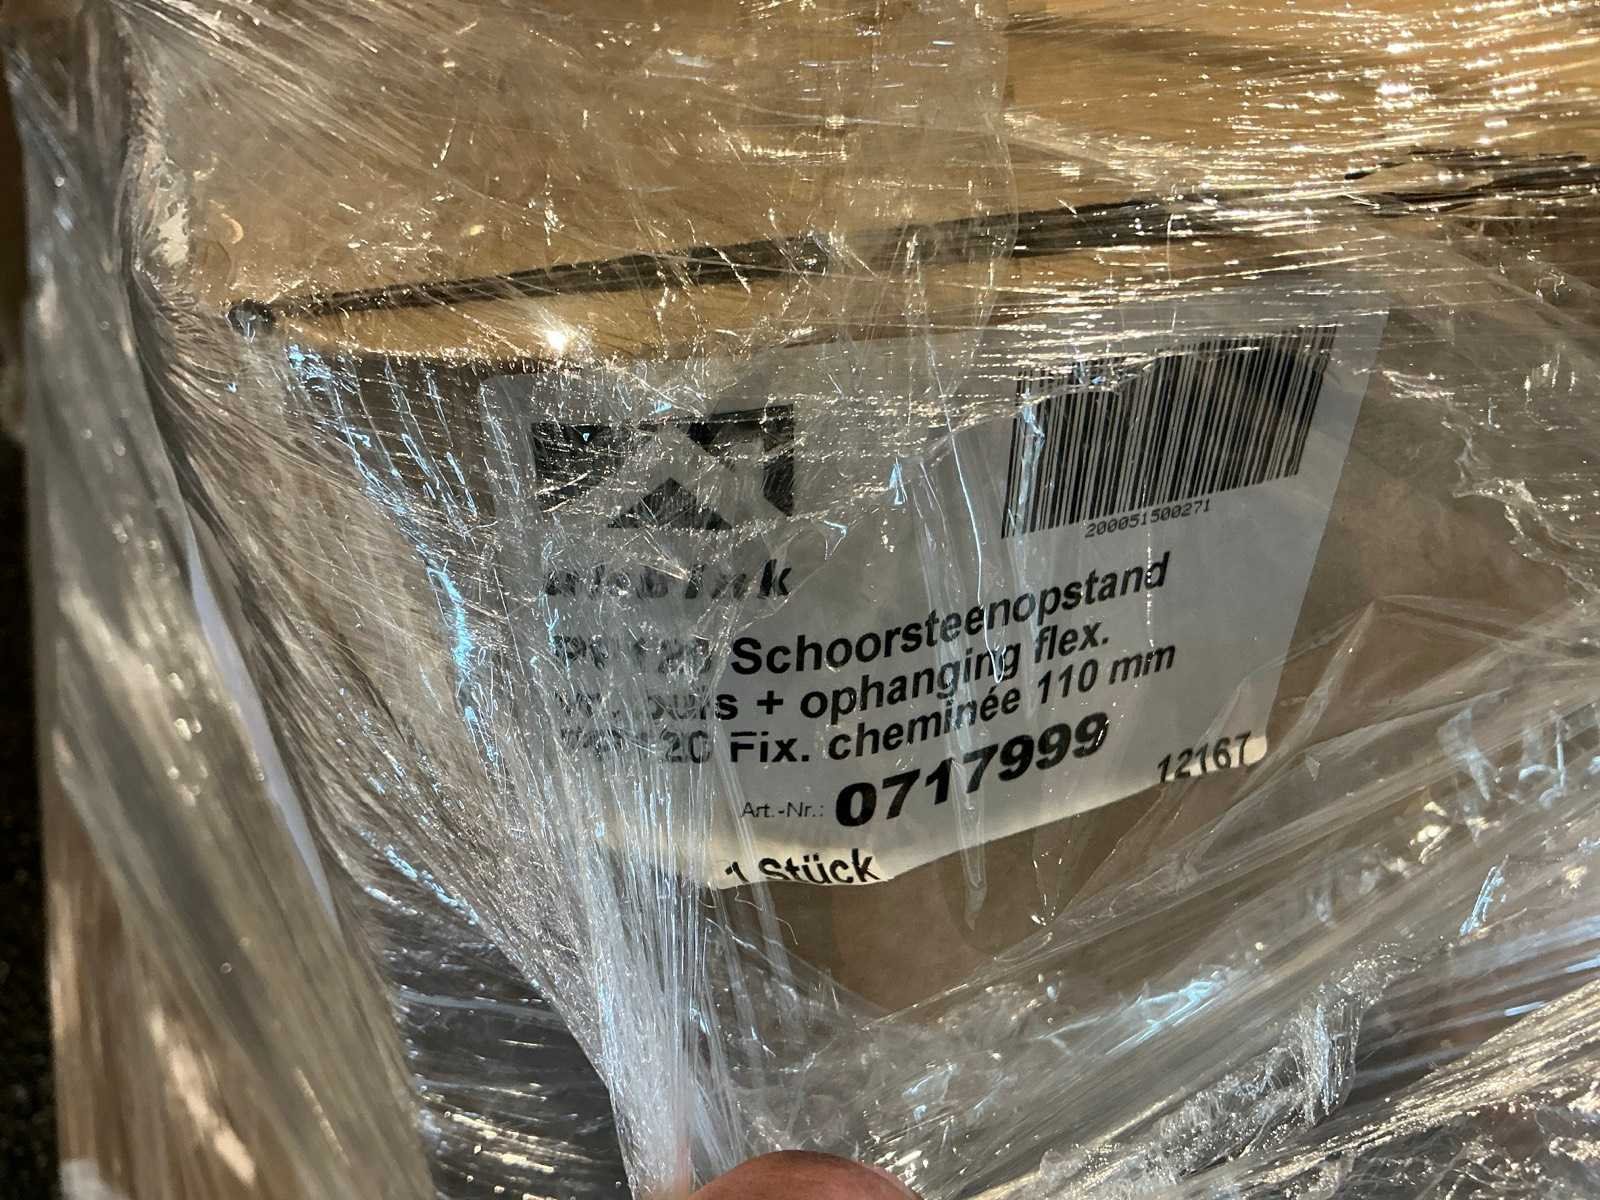 200051500271
Schoorsteenopstand
+ ophanging flex.
Fix. cheminée 110 mm
Art.-Nr.: 0717999
12167
1 Stück